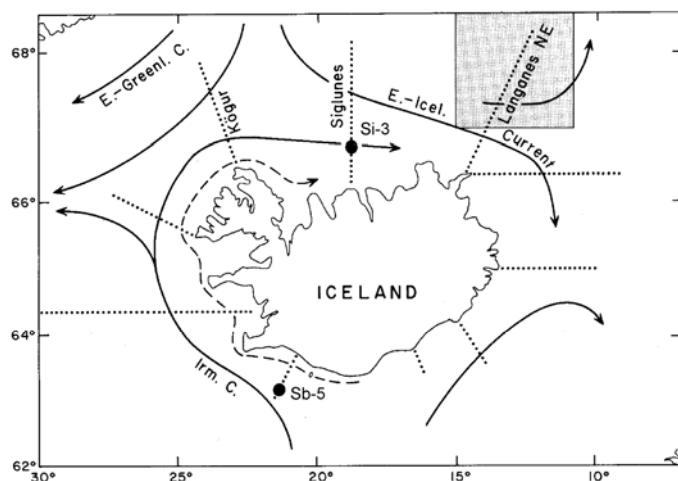 68°
66°
64°
62°
30°
25°
20°
15°
10°
E.-Greenl. C.
Kögur
Siglunes
Si-3
E.-Icel.
Current
Langanes NE
ICELAND
Irm. C.
Sb-5